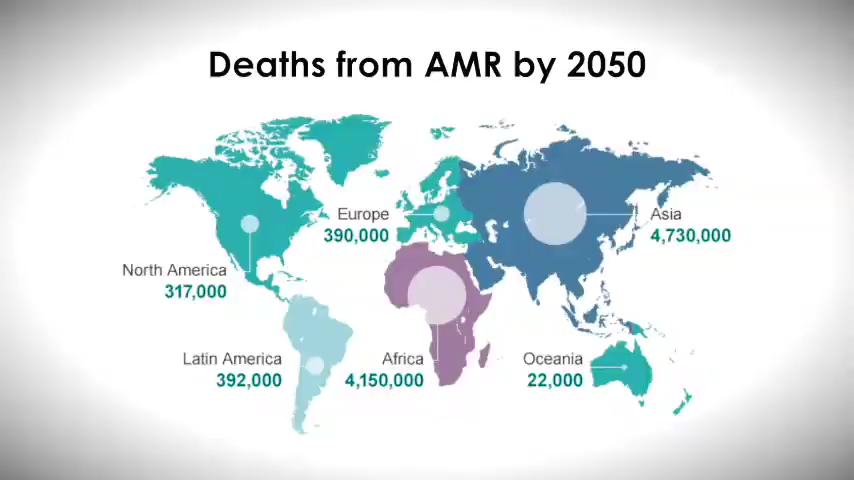 Deaths from AMR by 2050
Europe
390,000
Asia
4,730,000
North America
317,000
Latin America
392,000
Africa
4,150,000
Oceania
22,000